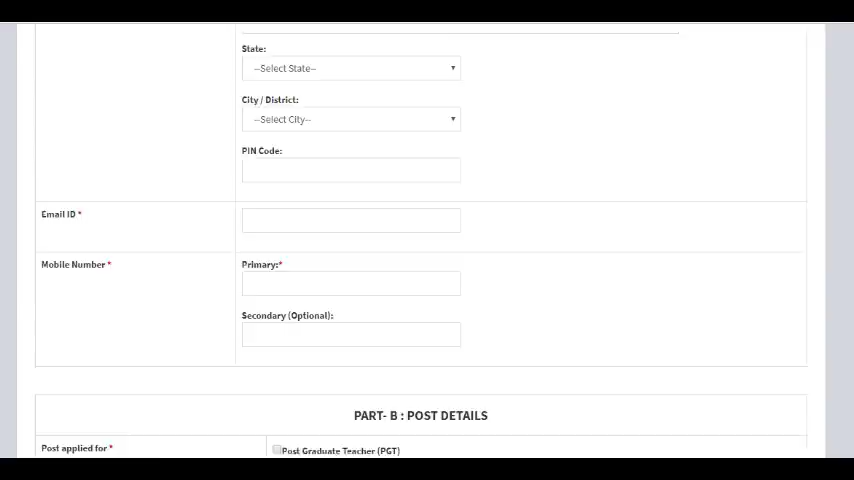 State:
--Select State--
City / District:
--Select City--
PIN Code:
Email ID *
Mobile Number *
Primary:*
Secondary (Optional):
PART- B : POST DETAILS
Post applied for *
Post Graduate Teacher (PGT)